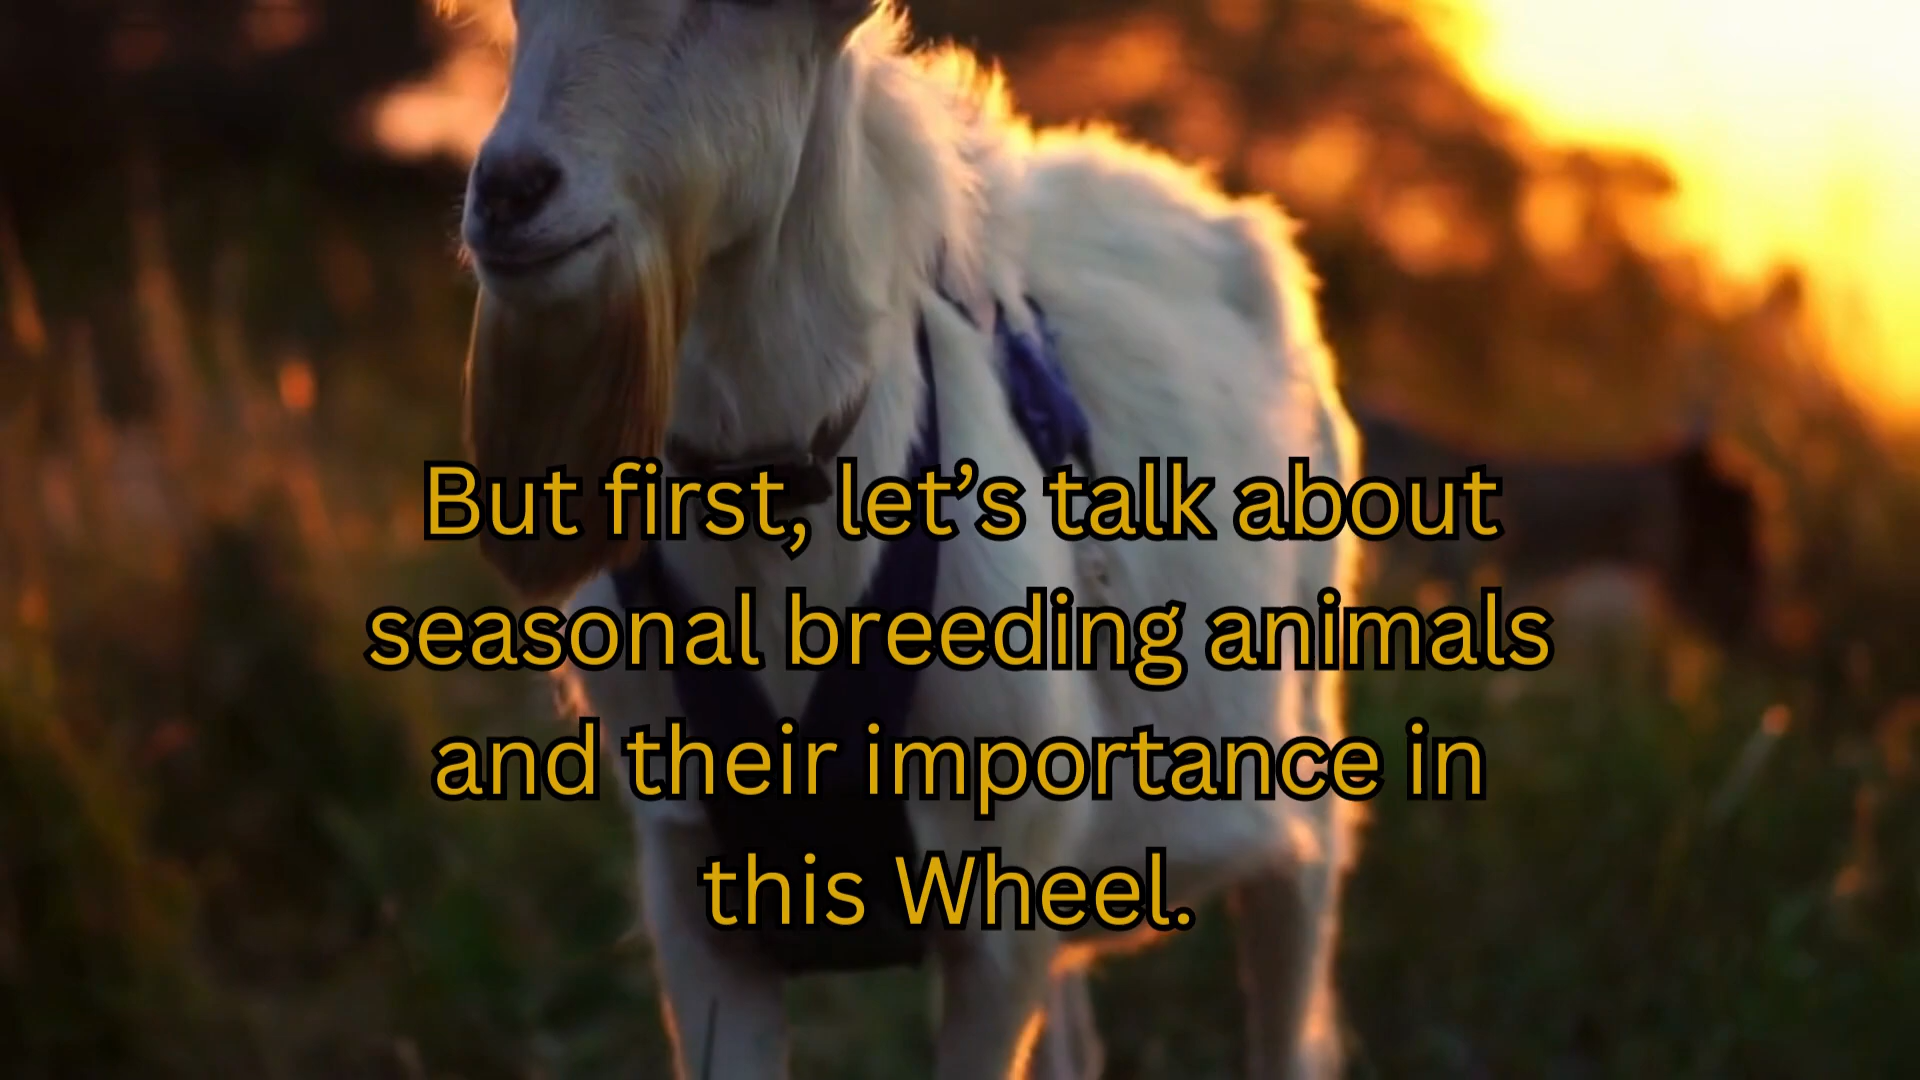 But first, let’s talk about
seasonal breeding animals
and their importance in
this Wheel.